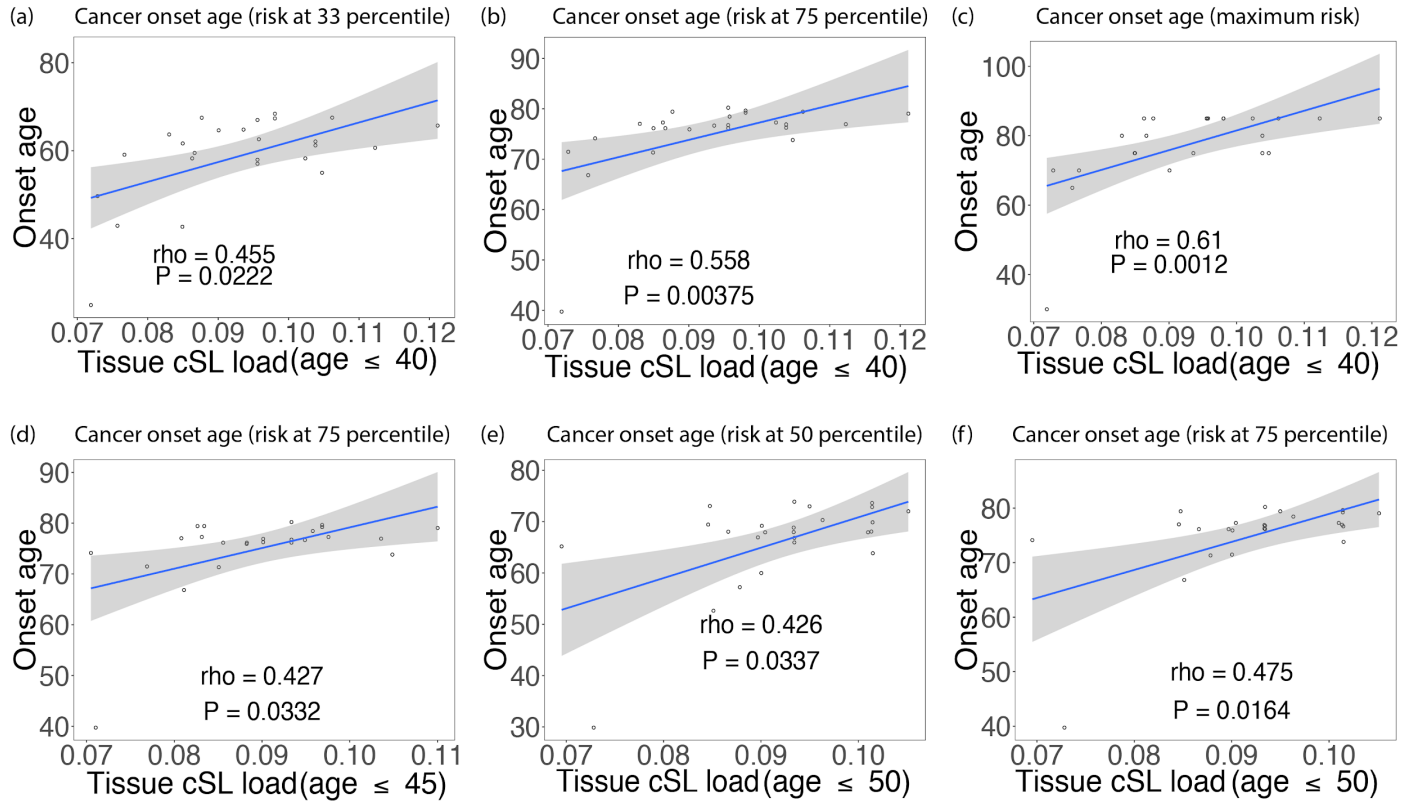 (a) Cancer onset age (risk at 33 percentile)
Onset age
80
60
40
rho = 0.455
P = 0.0222
0.07 0.08 0.09 0.10 0.11 0.12
Tissue cSL load (age ≤ 40)
(b) Cancer onset age (risk at 75 percentile)
Onset age
90
80
70
60
50
40
rho = 0.558
P = 0.00375
0.07 0.08 0.09 0.10 0.11 0.12
Tissue cSL load (age ≤ 40)
(c) Cancer onset age (maximum risk)
Onset age
100
80
60
40
rho = 0.61
P = 0.0012
0.07 0.08 0.09 0.10 0.11 0.12
Tissue cSL load (age ≤ 40)
(d) Cancer onset age (risk at 75 percentile)
Onset age
90
80
70
60
50
40
rho = 0.427
P = 0.0332
0.07 0.08 0.09 0.10 0.11
Tissue cSL load (age ≤ 45)
(e) Cancer onset age (risk at 50 percentile)
Onset age
80
70
60
50
40
30
rho = 0.426
P = 0.0337
0.07 0.08 0.09 0.10
Tissue cSL load (age ≤ 50)
(f) Cancer onset age (risk at 75 percentile)
Onset age
80
70
60
50
40
rho = 0.475
P = 0.0164
0.07 0.08 0.09 0.10
Tissue cSL load (age ≤ 50)